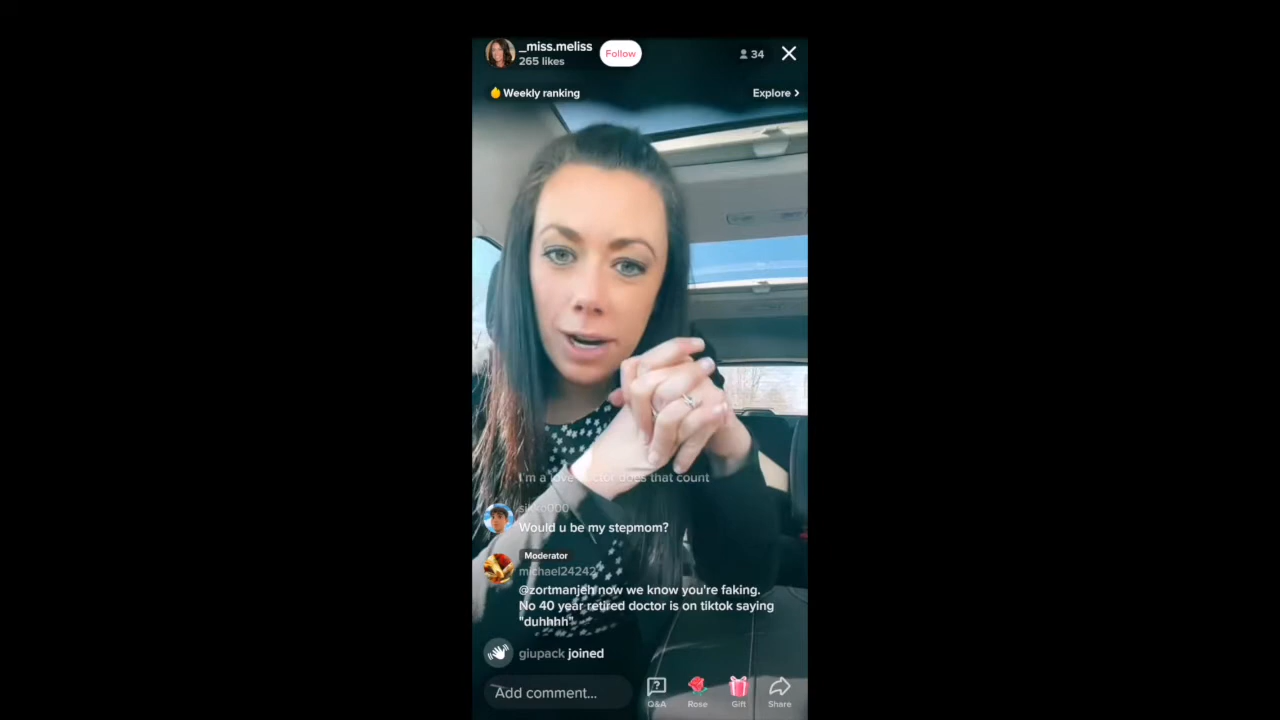 _miss.meliss
265 likes
Follow
34
Weekly ranking
Explore >
I'm a love doctor does that count
Would u be my stepmom?
Moderator
michael24242
@zortmanjeh now we know you're faking.
No 40 year retired doctor is on tiktok saying
"duhhhh"
giupack joined
Add comment...
Q&A
Rose
Gift
Share